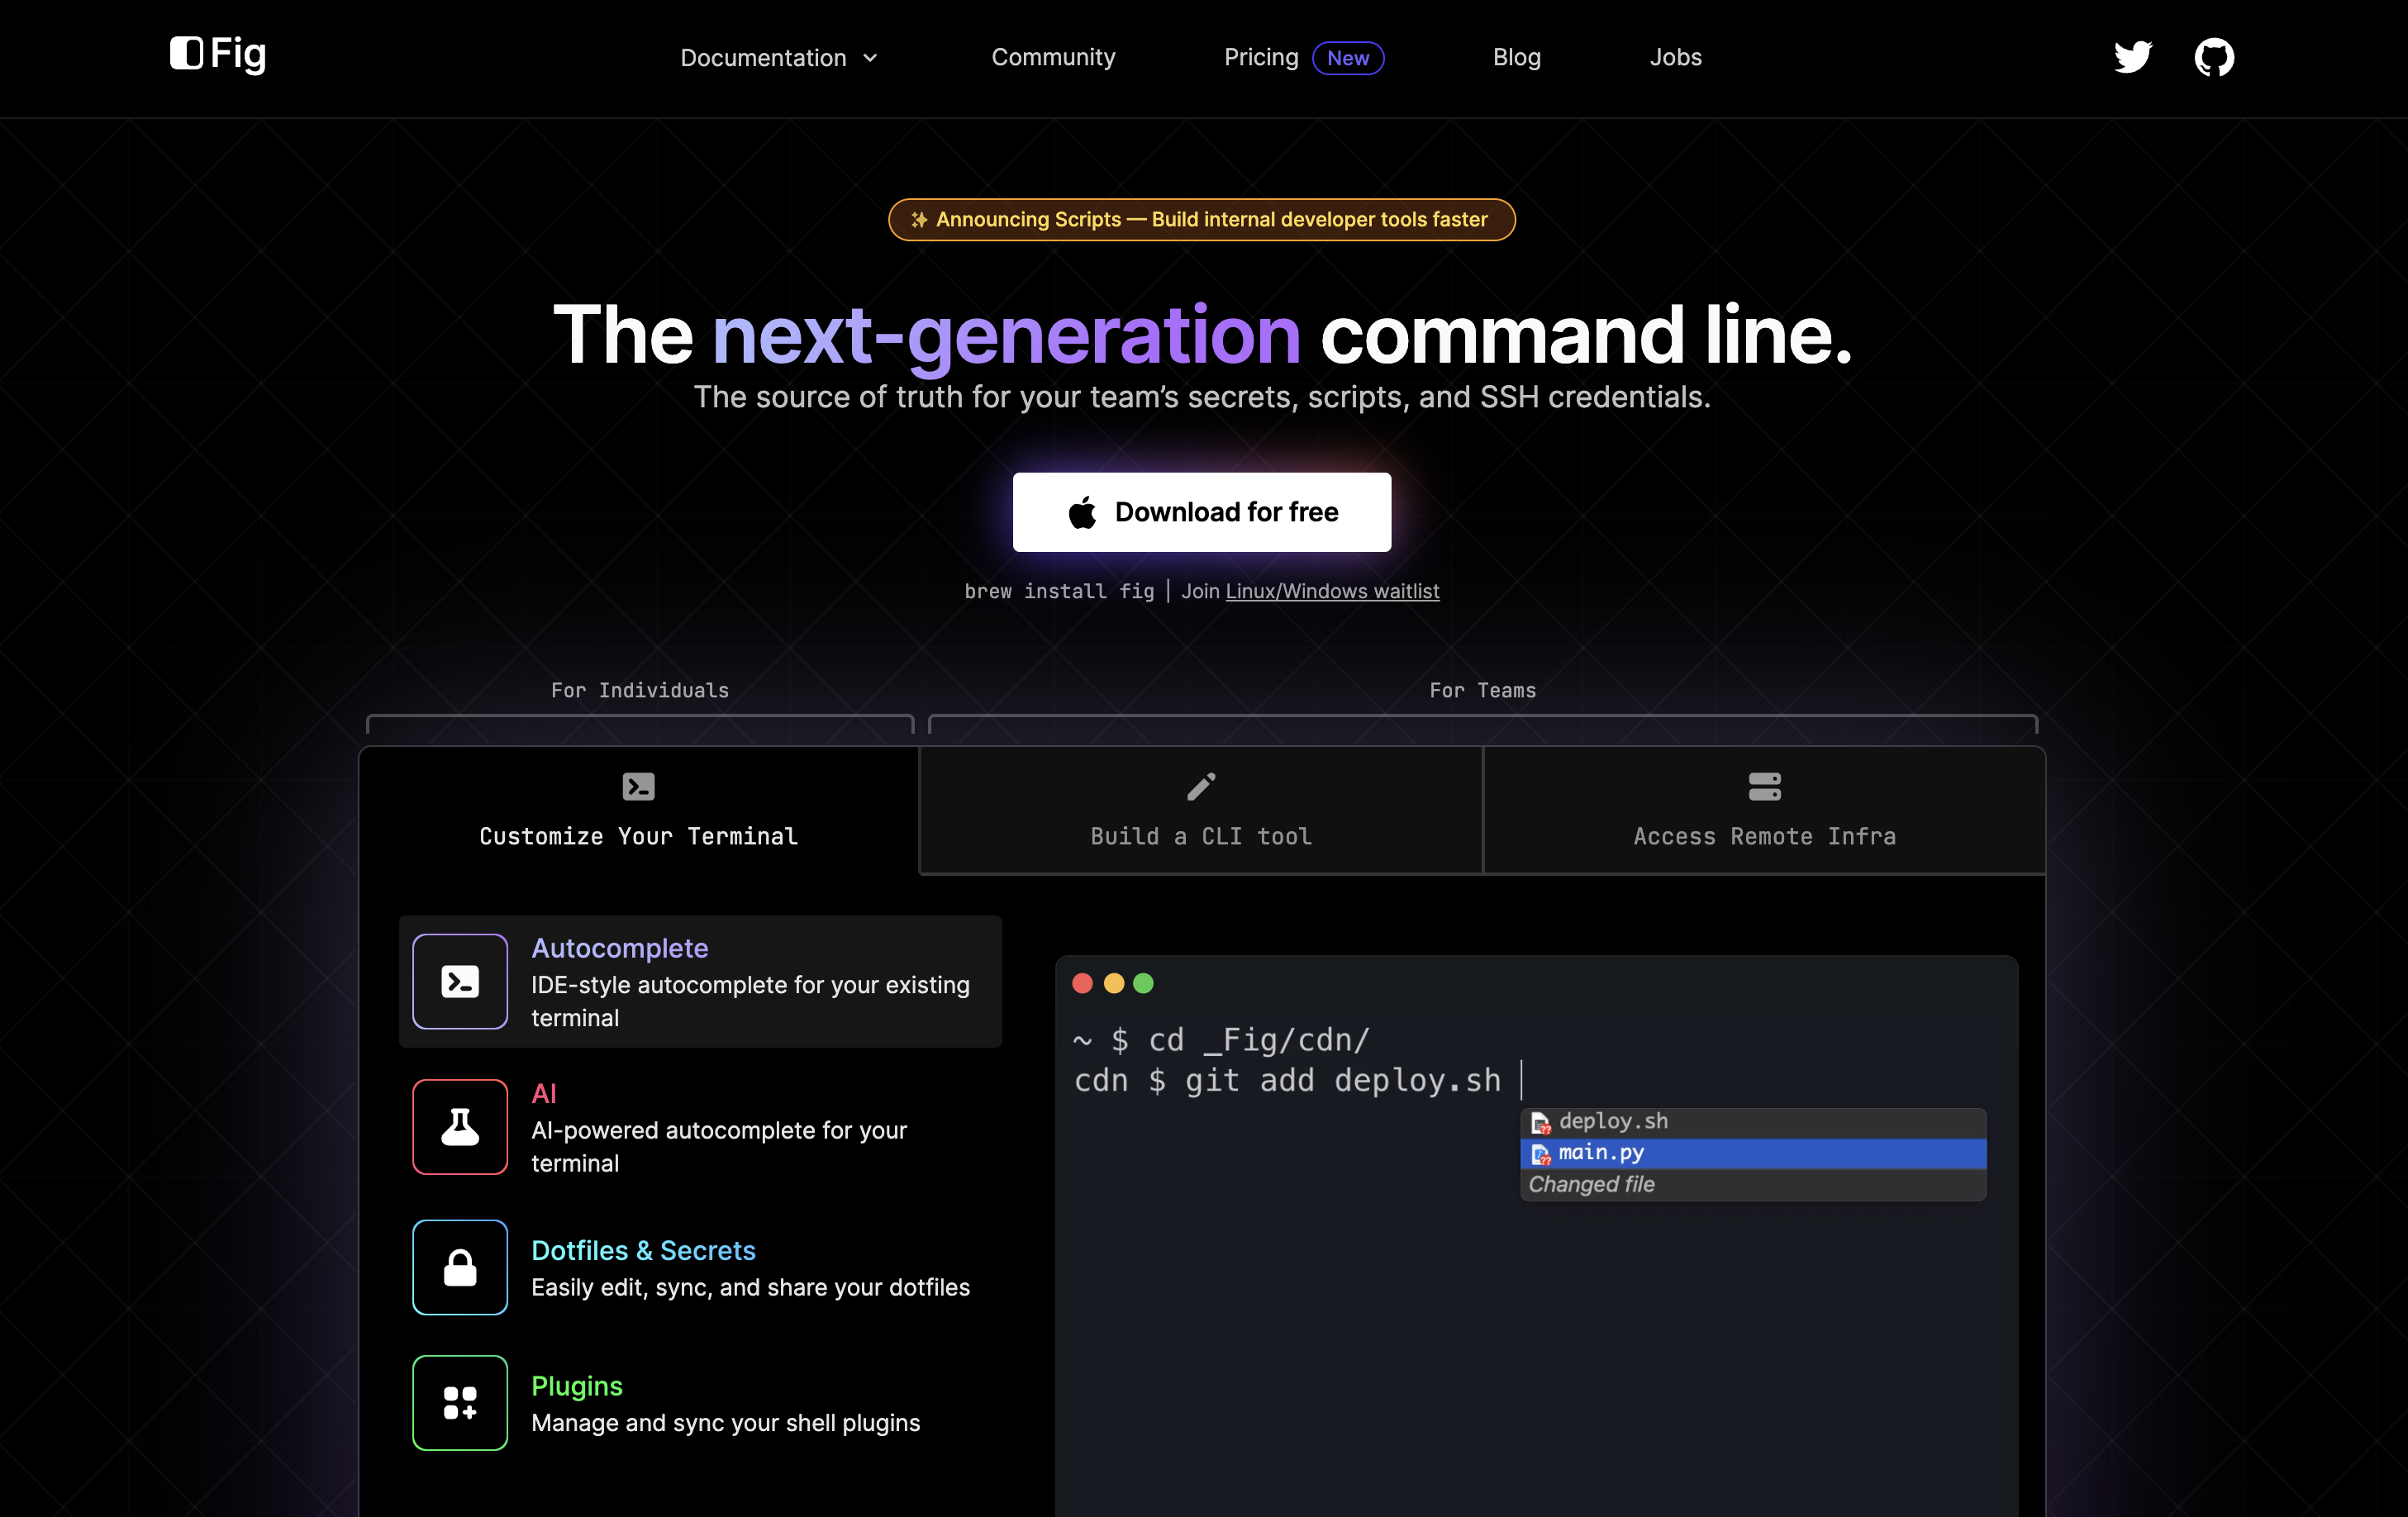 Fig
Documentation
Community
Pricing New
Blog
Jobs
Announcing Scripts — Build internal developer tools faster
The next-generation command line.
The source of truth for your team’s secrets, scripts, and SSH credentials.
Download for free
brew install fig | Join Linux/Windows waitlist
For Individuals
For Teams
Customize Your Terminal
Build a CLI tool
Access Remote Infra
Autocomplete
IDE-style autocomplete for your existing
terminal
AI
AI-powered autocomplete for your
terminal
Dotfiles & Secrets
Easily edit, sync, and share your dotfiles
Plugins
Manage and sync your shell plugins
~ $ cd _Fig/cdn/
cdn $ git add deploy.sh
deploy.sh
main.py
Changed file